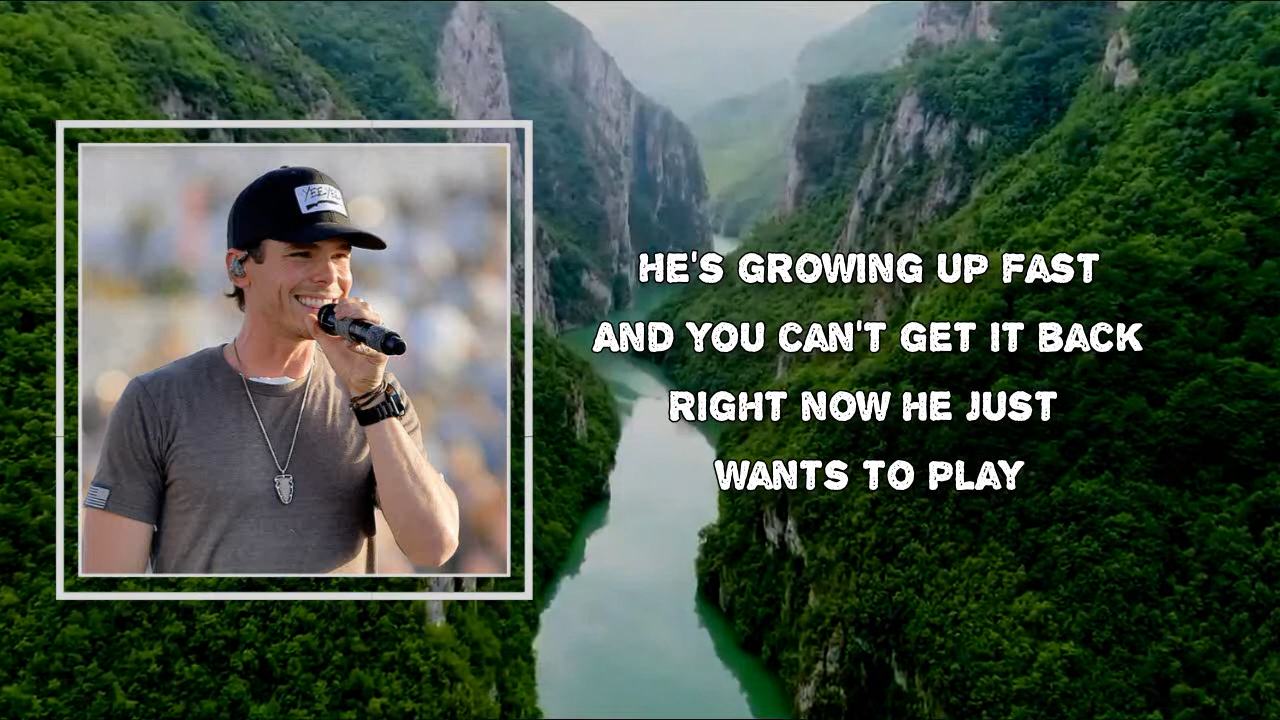 YEE-YEE
HE'S GROWING UP FAST
AND YOU CAN'T GET IT BACK
RIGHT NOW HE JUST
WANTS TO PLAY